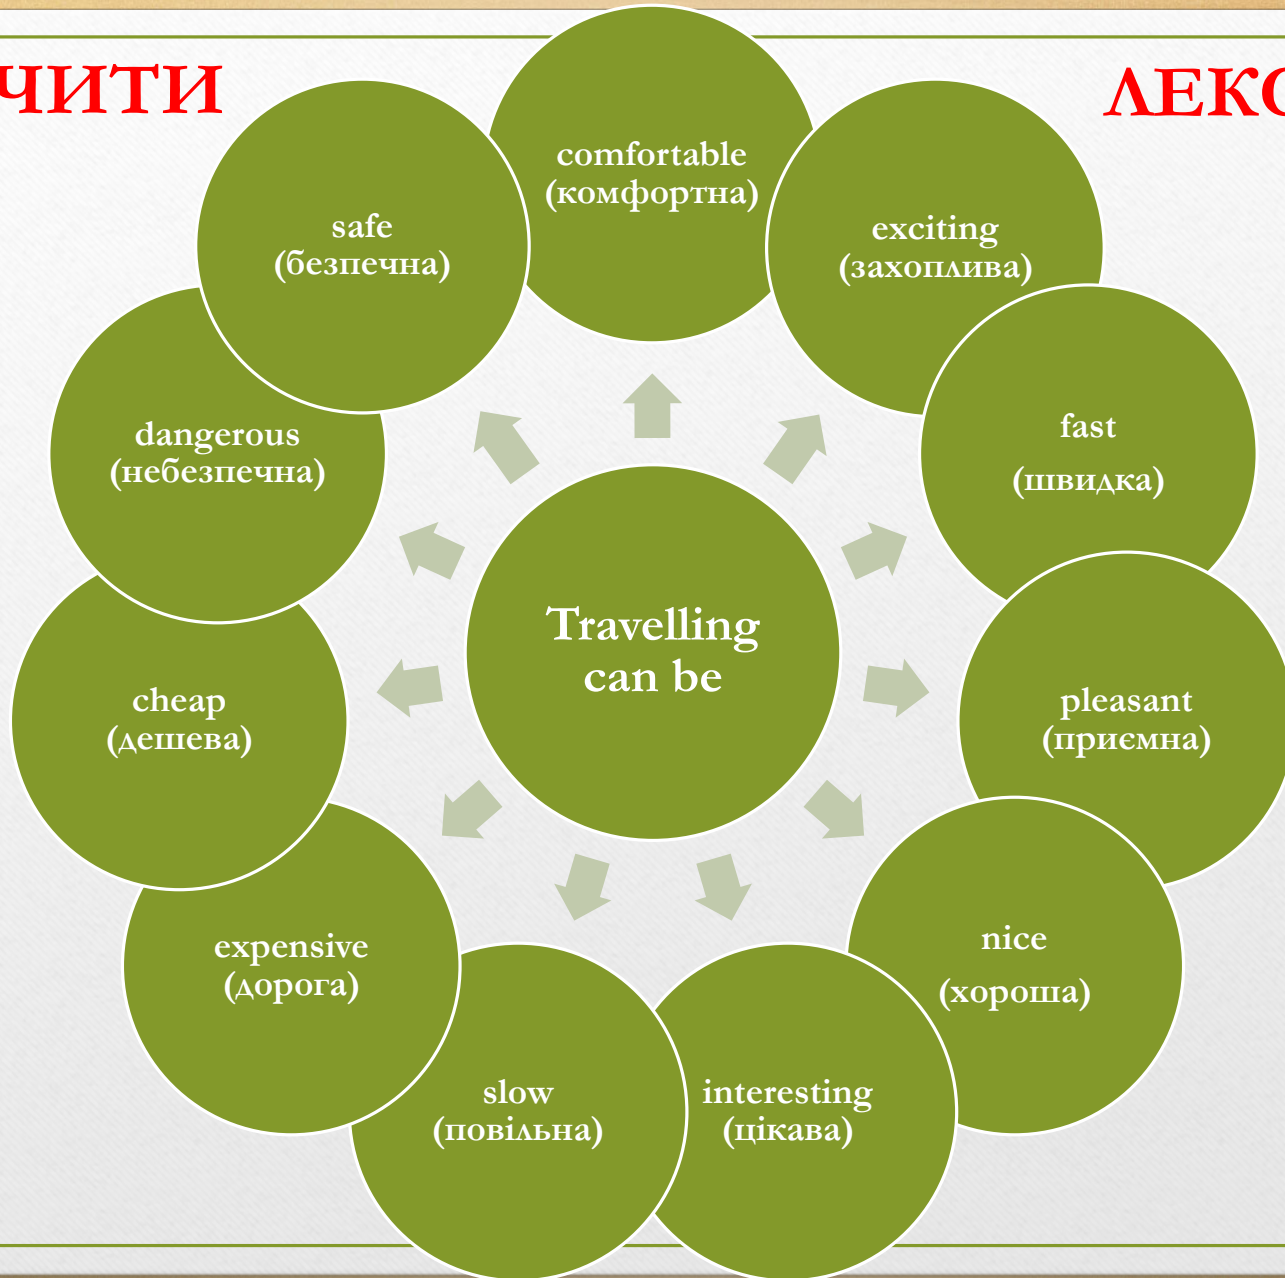 ЧИТИ
ЛЕКС
comfortable
(комфортна)
exciting
(захоплива)
fast
(швидка)
pleasant
(приємна)
nice
(хороша)
interesting
(цікава)
slow
(повільна)
expensive
(дорога)
cheap
(дешева)
dangerous
(небезпечна)
safe
(безпечна)
Travelling
can be